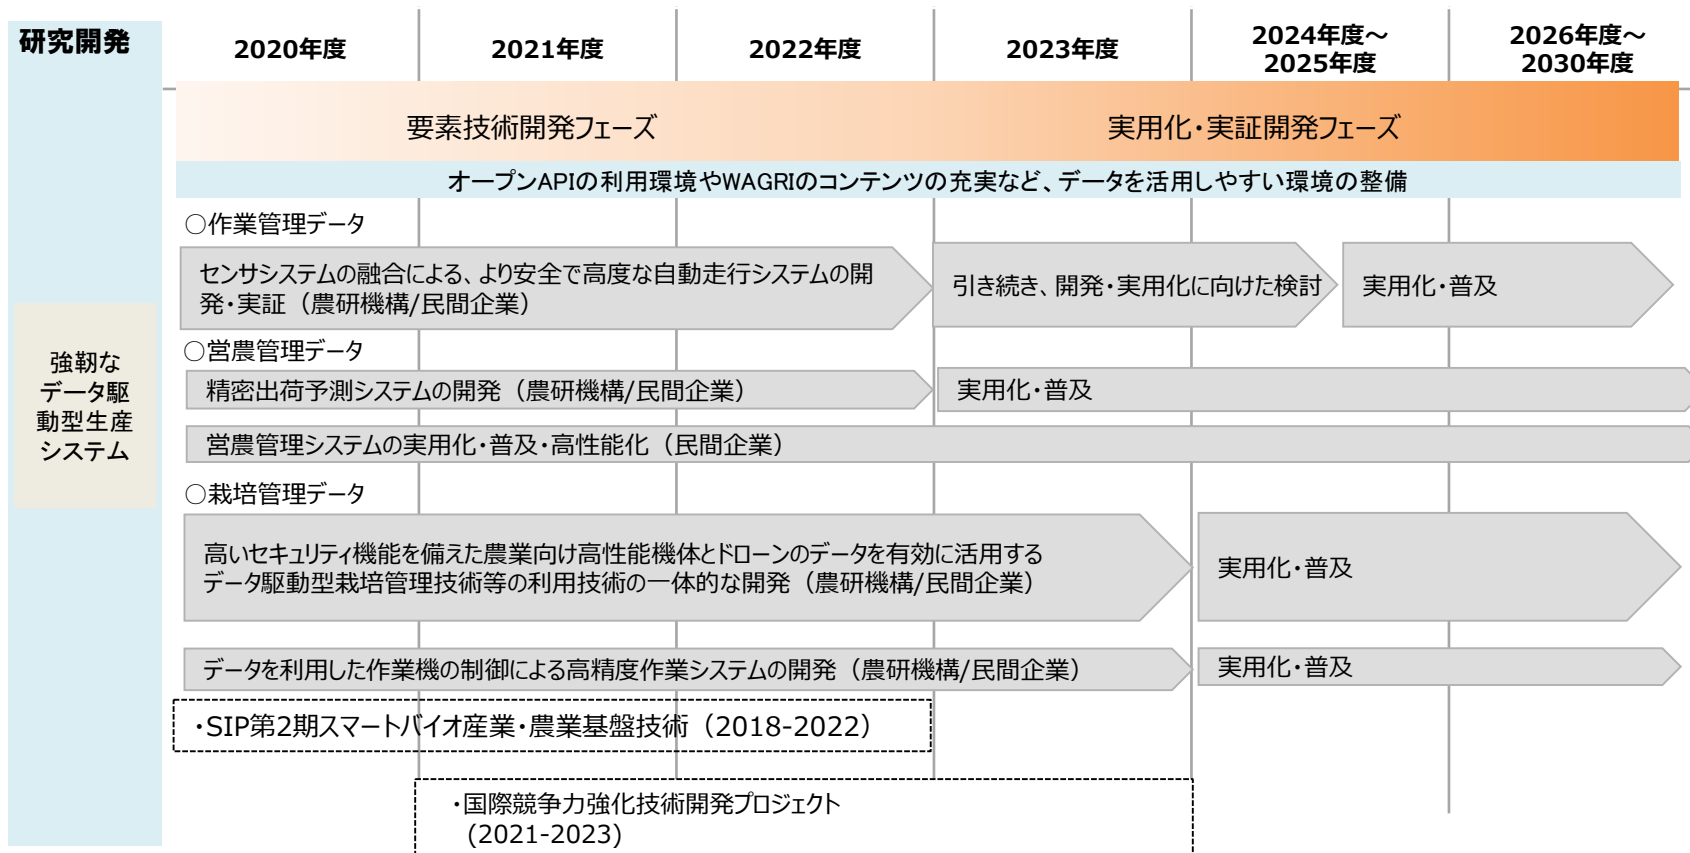 研究開発
2020年度
2021年度
2022年度
2023年度
2024年度～
2025年度
2026年度～
2030年度
要素技術開発フェーズ
実用化・実証開発フェーズ
オープンAPIの利用環境やWAGRIのコンテンツの充実など、データを活用しやすい環境の整備
強靭な
データ駆
動型生産
システム
○作業管理データ
センサシステムの融合による、より安全で高度な自動走行システムの開
発・実証（農研機構/民間企業）
引き続き、開発・実用化に向けた検討
実用化・普及
○営農管理データ
精密出荷予測システムの開発（農研機構/民間企業）
実用化・普及
営農管理システムの実用化・普及・高性能化（民間企業）
○栽培管理データ
高いセキュリティ機能を備えた農業向け高性能機体とドローンのデータを有効に活用する
データ駆動型栽培管理技術等の利用技術の一体的な開発（農研機構/民間企業）
実用化・普及
データを利用した作業機の制御による高精度作業システムの開発（農研機構/民間企業）
実用化・普及
・SIP第2期スマートバイオ産業・農業基盤技術（2018-2022）
・国際競争力強化技術開発プロジェクト
(2021-2023)